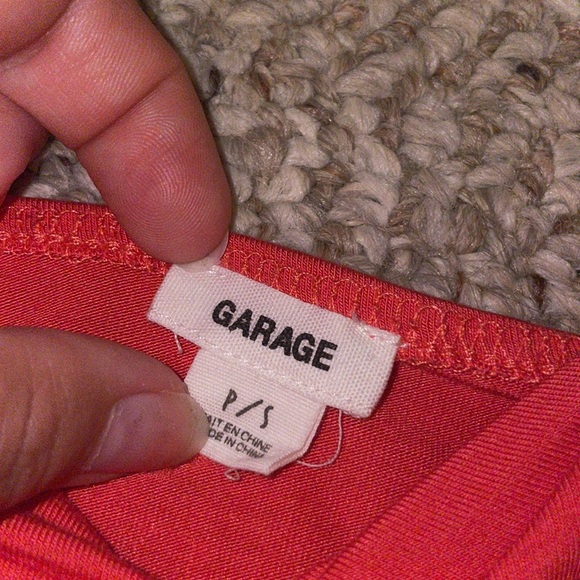 GARAGE
P/S
AIT EN CHINE
DE IN CHINA